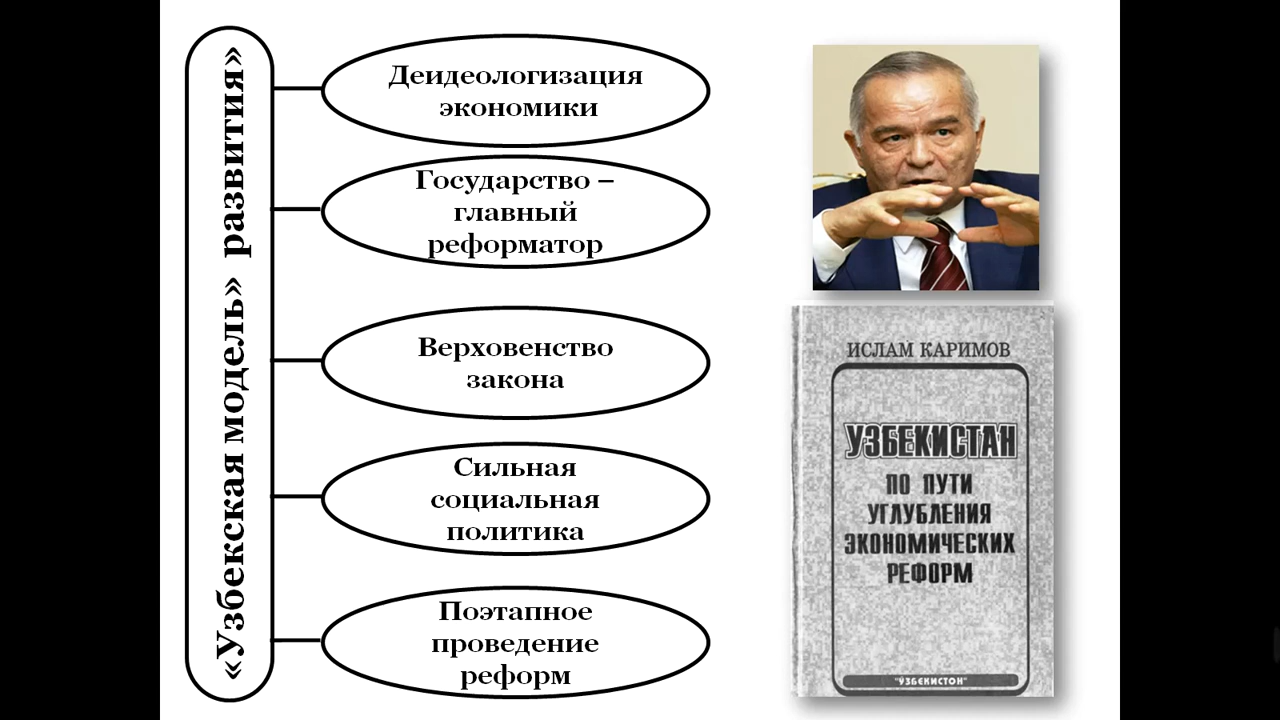 «Узбекская модель» развития»
Деидеологизация
экономики
Государство –
главный
реформатор
Верховенство
закона
Сильная
социальная
политика
Поэтапное
проведение
реформ
ИСЛАМ КАРИМОВ
УЗБЕКИСТАН
ПО ПУТИ
УГЛУБЛЕНИЯ
ЭКОНОМИЧЕСКИХ
РЕФОРМ
"ЎЗБЕКИСТОН"